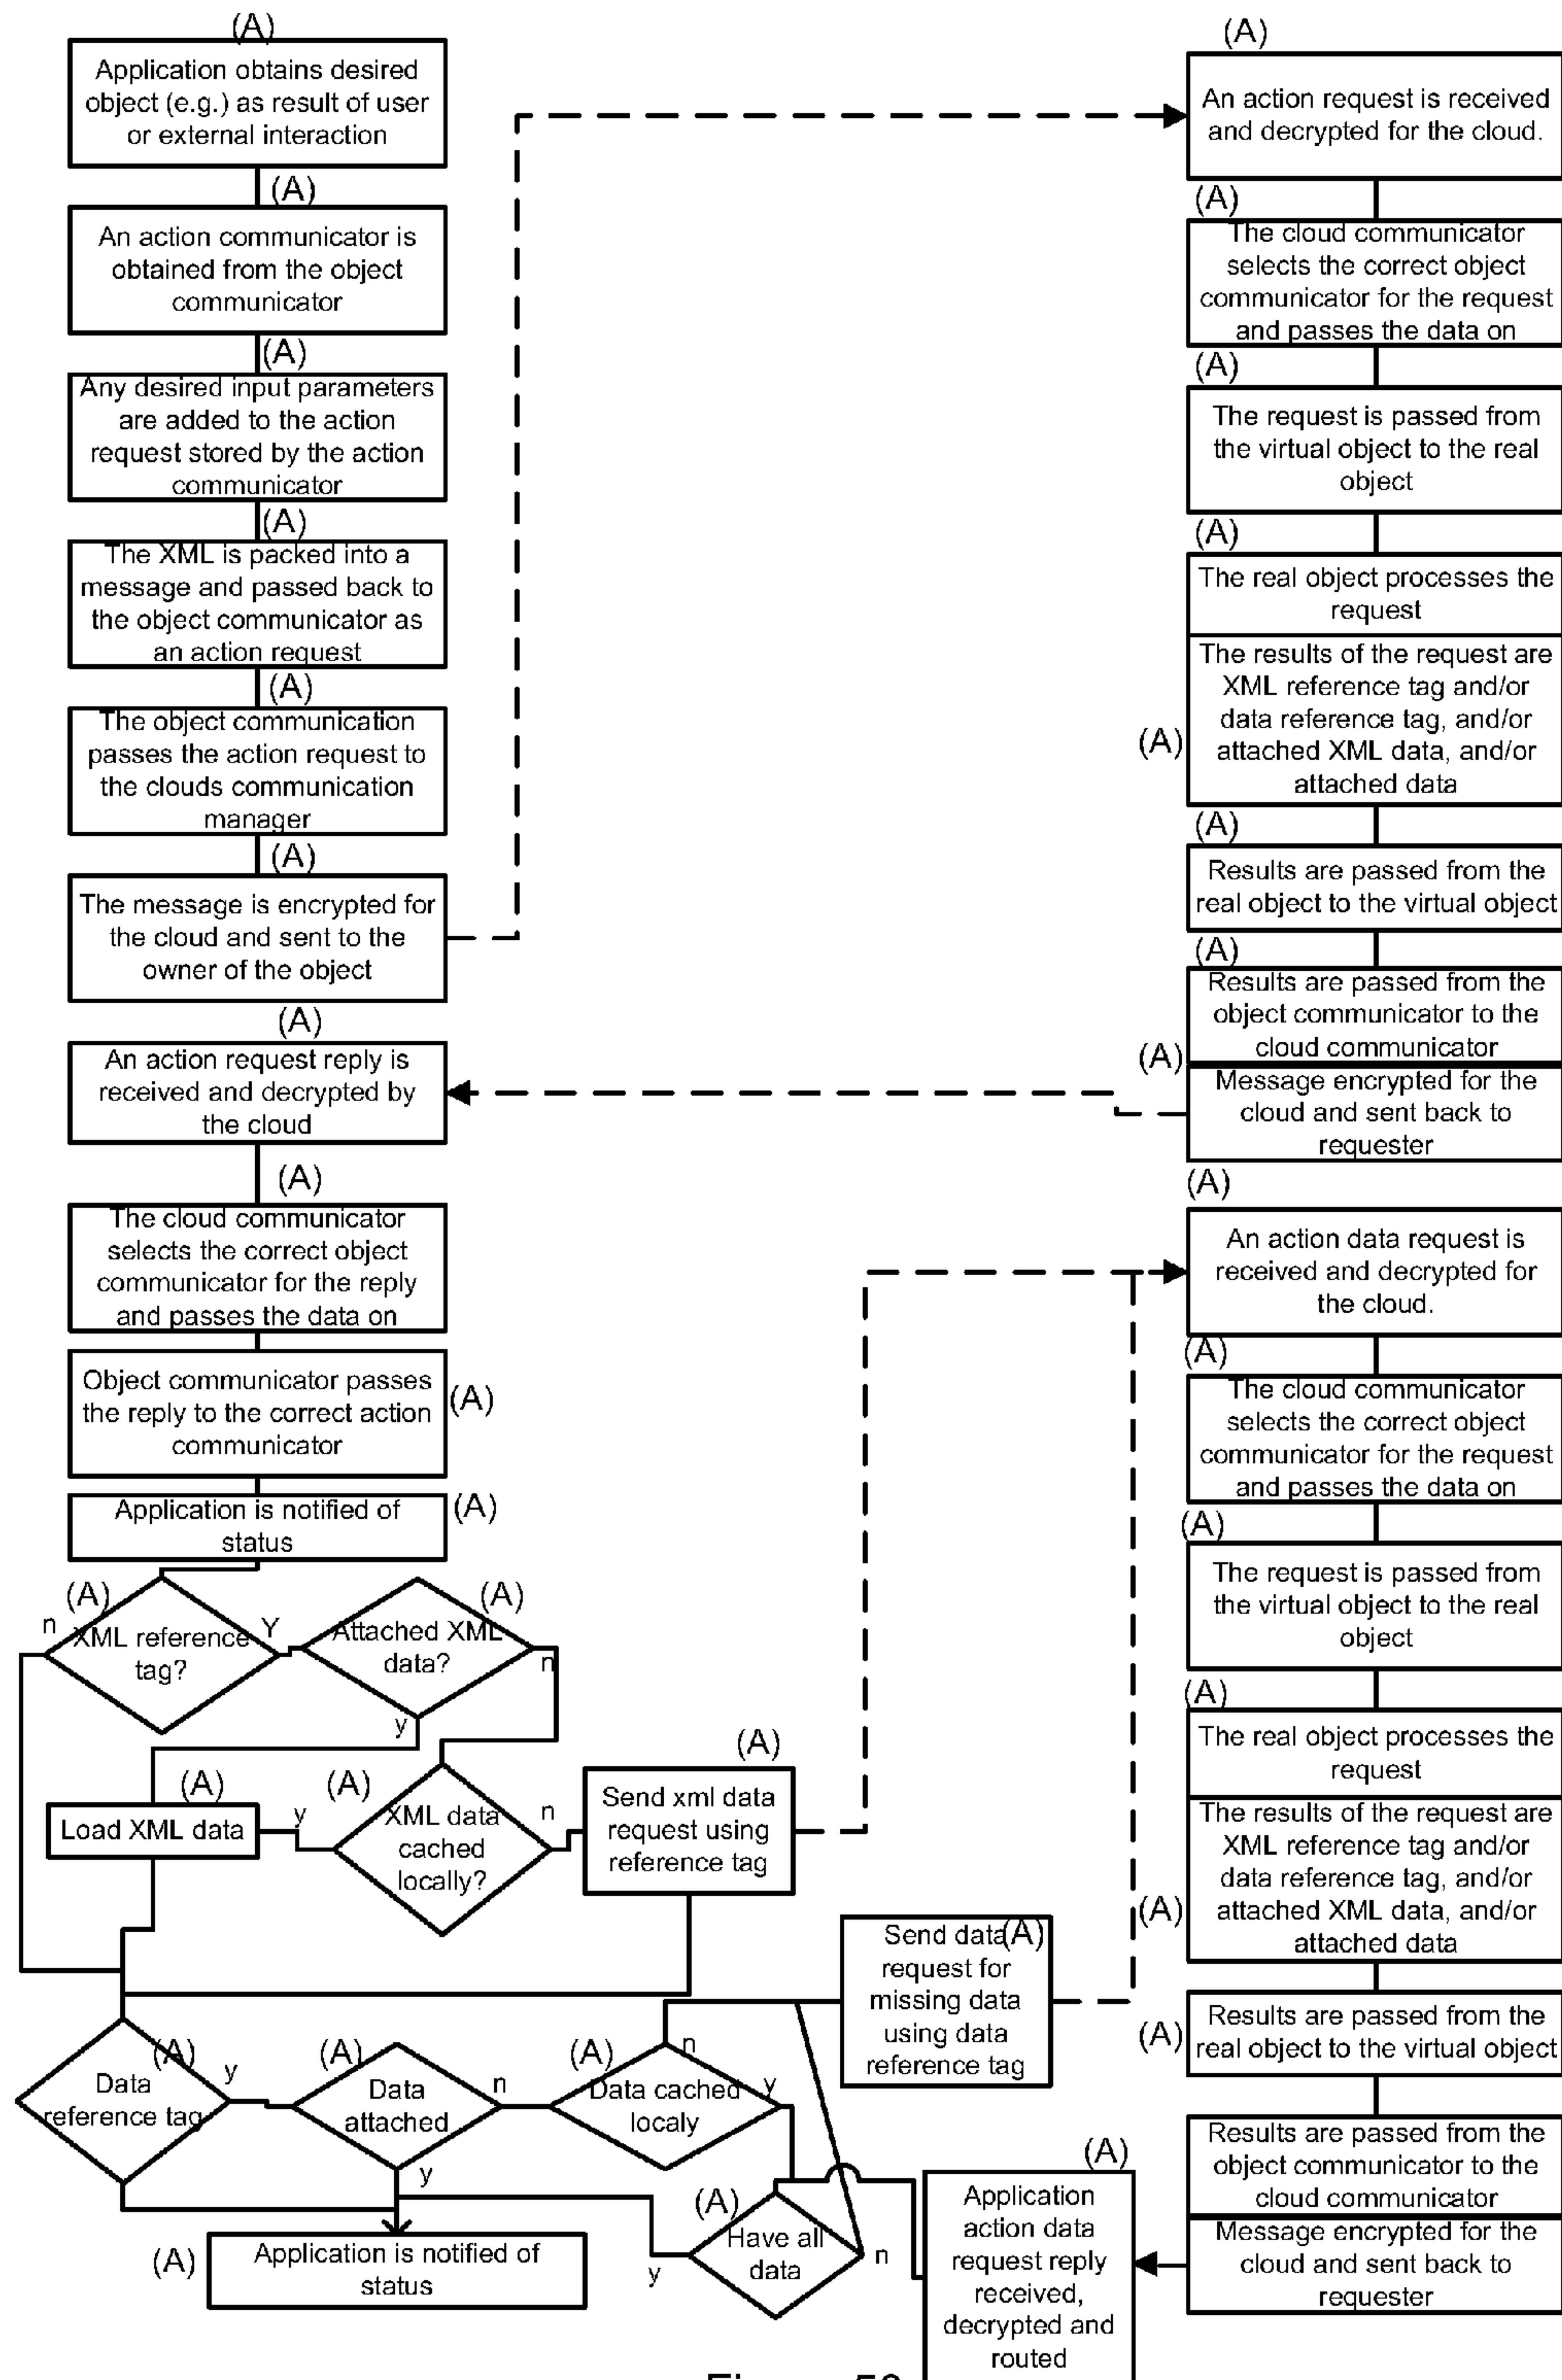 (A)
Application obtains desired
object (e.g.) as result of user
or external interaction
(A)
An action communicator is
obtained from the object
communicator
(A)
Any desired input parameters
are added to the action
request stored by the action
communicator
(A)
The XML is packed into a
message and passed back to
the object communicator as
an action request
(A)
The object communication
passes the action request to
the clouds communication
manager
(A)
The message is encrypted for
the cloud and sent to the
owner of the object
(A)
An action request reply is
received and decrypted by
the cloud
(A)
The cloud communicator
selects the correct object
communicator for the reply
and passes the data on
Object communicator passes
the reply to the correct action
communicator
(A)
Application is notified of
status
(A)
(A)
n
XML reference
tag?
Y
(A)
Attached XML
data?
n
y
(A)
Load XML data
y
(A)
XML data
cached
locally?
n
(A)
Send xml data
request using
reference tag
(A)
Data
reference tag
y
(A)
Data
attached
n
y
(A)
Data cached
localy
n
y
Send data
(A)
request for
missing data
using data
reference tag
(A)
Have all
data
n
y
(A)
Application is notified of
status
(A)
Application
action data
request reply
received,
decrypted and
routed
(A)
An action request is received
and decrypted for the cloud.
(A)
The cloud communicator
selects the correct object
communicator for the request
and passes the data on
(A)
The request is passed from
the virtual object to the real
object
(A)
The real object processes the
request
(A)
The results of the request are
XML reference tag and/or
data reference tag, and/or
attached XML data, and/or
attached data
(A)
Results are passed from the
real object to the virtual object
(A)
Results are passed from the
object communicator to the
cloud communicator
(A)
Message encrypted for the
cloud and sent back to
requester
(A)
An action data request is
received and decrypted for
the cloud.
(A)
The cloud communicator
selects the correct object
communicator for the request
and passes the data on
(A)
The request is passed from
the virtual object to the real
object
(A)
The real object processes the
request
(A)
The results of the request are
XML reference tag and/or
data reference tag, and/or
attached XML data, and/or
attached data
(A)
Results are passed from the
real object to the virtual object
Results are passed from the
object communicator to the
cloud communicator
Message encrypted for the
cloud and sent back to
requester
Figure